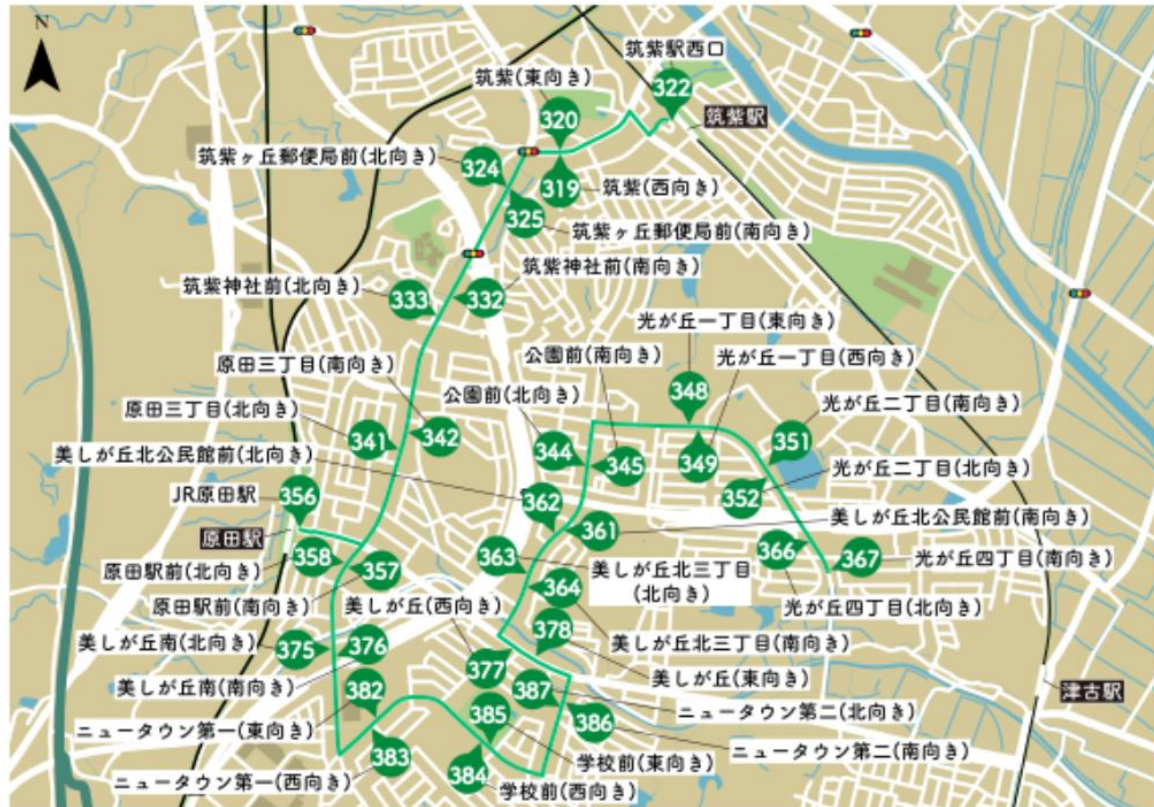 N
筑紫駅西口
322
筑紫駅
筑紫(東向き)
320
筑紫ヶ丘郵便局前(北向き)
324
319
筑紫(西向き)
325
筑紫ヶ丘郵便局前(南向き)
筑紫神社前(南向き)
筑紫神社前(北向き)
333
332
光が丘一丁目(東向き)
原田三丁目(南向き)
公園前(南向き)
光が丘一丁目(西向き)
348
公園前(北向き)
原田三丁目(北向き)
光が丘二丁目(南向き)
341
342
351
344
345
349
美しが丘北公民館前(北向き)
光が丘二丁目(北向き)
JR原田駅
356
362
352
美しが丘北公民館前(南向き)
361
原田駅
366
367
光が丘四丁目(南向き)
原田駅前(北向き)
358
357
363
美しが丘北三丁目
(北向き)
364
原田駅前(南向き)
美しが丘(西向き)
光が丘四丁目(北向き)
美しが丘南(北向き)
375
376
378
美しが丘北三丁目(南向き)
377
美しが丘(東向き)
美しが丘南(南向き)
382
387
津古駅
385
ニュータウン第二(北向き)
ニュータウン第一(東向き)
386
ニュータウン第二(南向き)
383
学校前(東向き)
ニュータウン第一(西向き)
384
学校前(西向き)